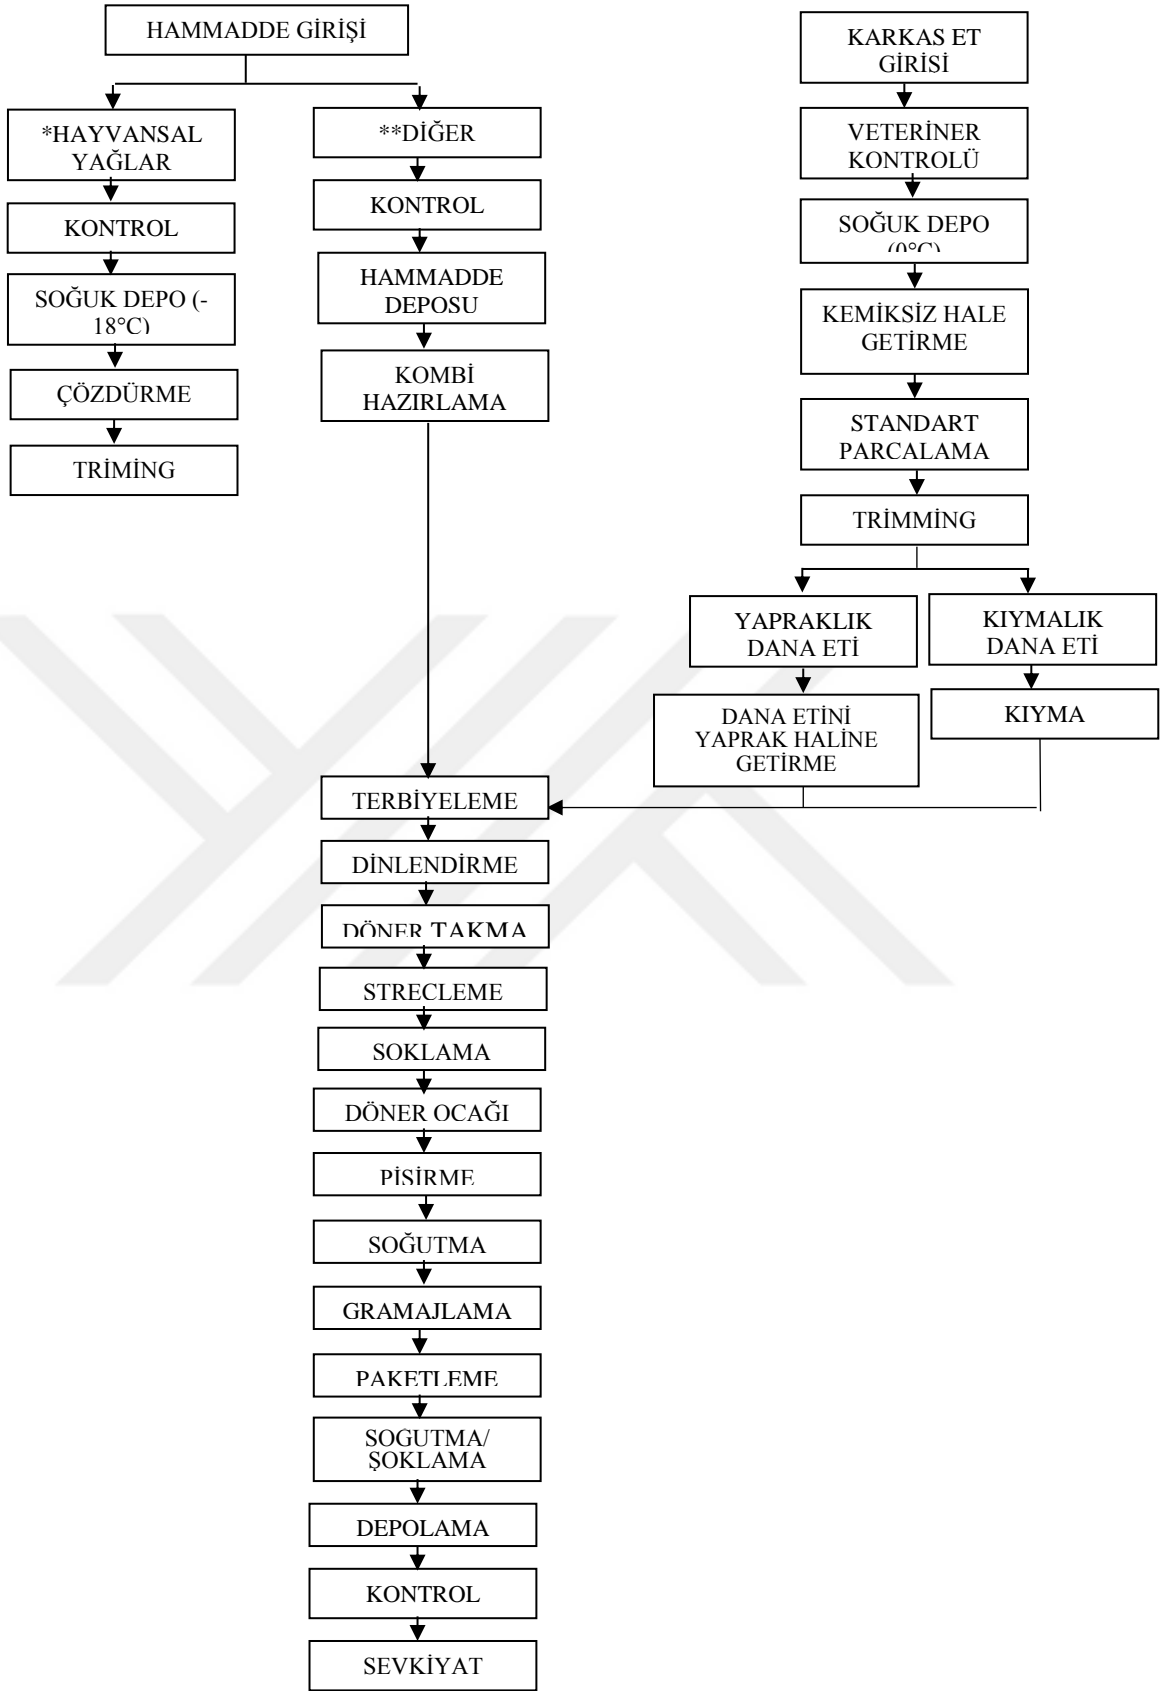 HAMMADDE GİRİŞİ
*HAYVANSAL
YAĞLAR
KONTROL
SOĞUK DEPO (-
18°C)
ÇÖZDÜRME
TRİMİNG
**DİĞER
KONTROL
HAMMADDE
DEPOSU
KOMBİ
HAZIRLAMA
KARKAS ET
GİRİSİ
VETERİNER
KONTROLÜ
SOĞUK DEPO
(0°C)
KEMİKSİZ HALE
GETİRME
STANDART
PARCALAMA
TRİMMİNG
YAPRAKLIK
DANA ETİ
KIYMALIK
DANA ETİ
DANA ETİNİ
YAPRAK HALİNE
GETİRME
KIYMA
TERBİYELEME
DİNLENDİRME
DÖNER TAKMA
STRECLEME
SOKLAMA
DÖNER OCAĞI
PİSİRME
SOĞUTMA
GRAMAJLAMA
PAKETLEME
SOGUTMA/
ŞOKLAMA
DEPOLAMA
KONTROL
SEVKİYAT